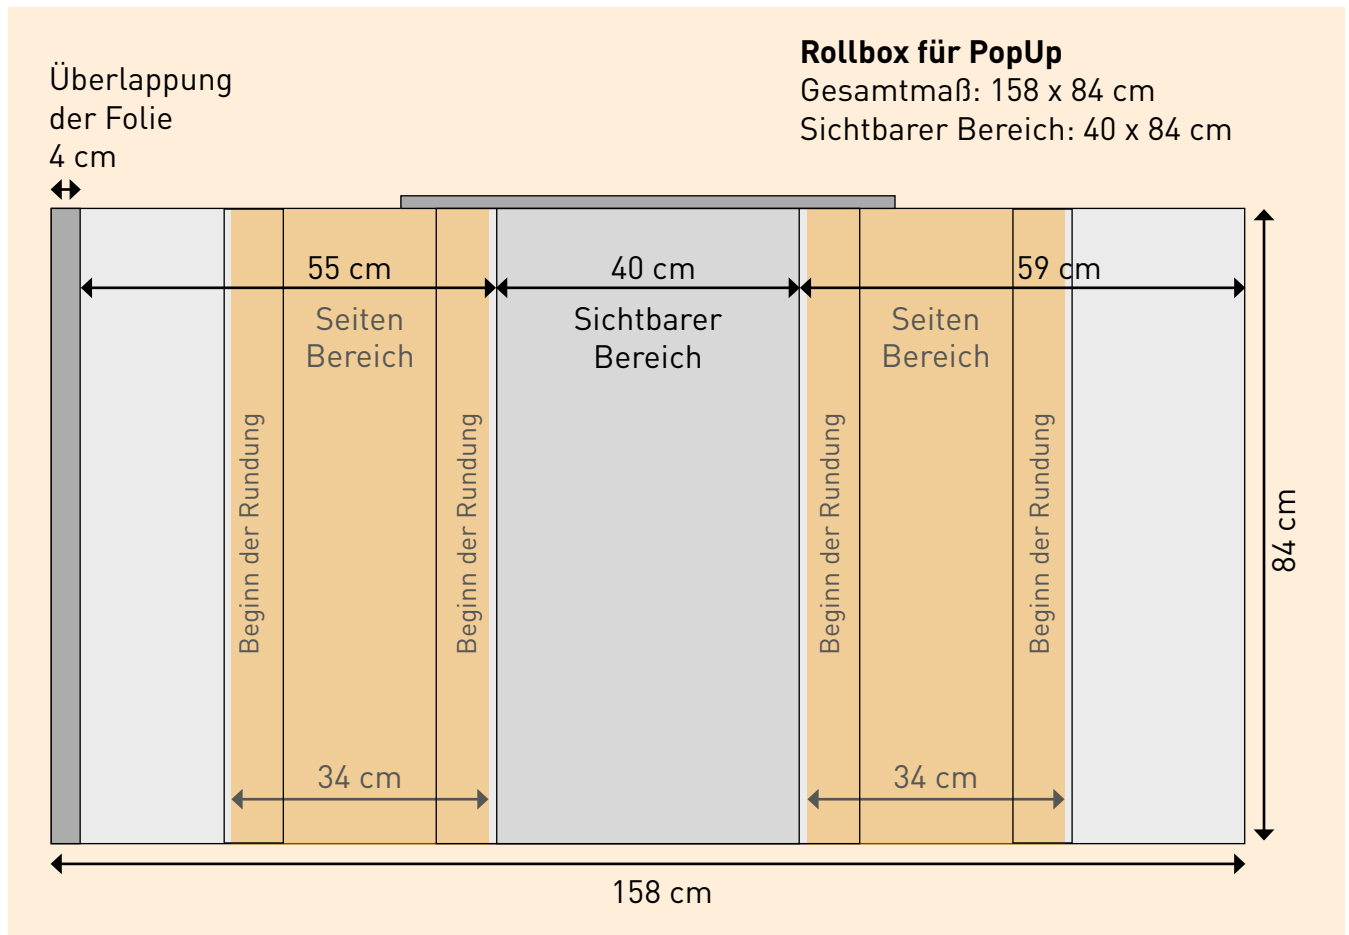 Rollbox für PopUp
Gesamtmaß: 158 x 84 cm
Sichtbarer Bereich: 40 x 84 cm
Überlappung
der Folie
4 cm
55 cm
40 cm
59 cm
Seiten
Bereich
Sichtbarer
Bereich
Seiten
Bereich
Beginn der Rundung
Beginn der Rundung
Beginn der Rundung
Beginn der Rundung
84 cm
34 cm
34 cm
158 cm